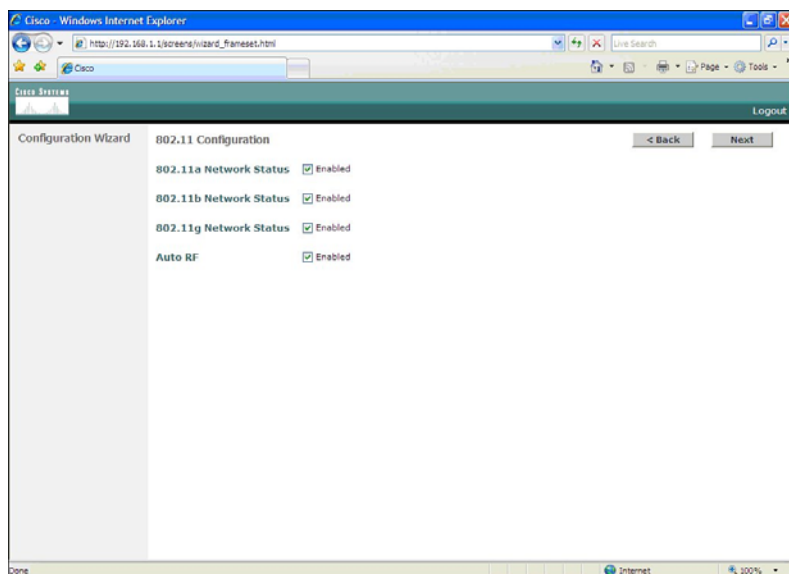 Cisco - Windows Internet Explorer
http://192.168.1.1/screens/wizard_frameset.html
Live Search
Cisco
Page
Tools
CISCO SYSTEMS
Logout
Configuration Wizard
802.11 Configuration
< Back
Next
802.11a Network Status
Enabled
802.11b Network Status
Enabled
802.11g Network Status
Enabled
Auto RF
Enabled
Done
Internet
100%